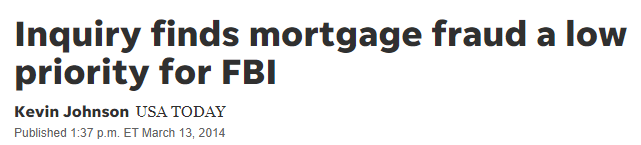 Inquiry finds mortgage fraud a low
priority for FBI
Kevin Johnson USA TODAY
Published 1:37 p.m. ET March 13, 2014